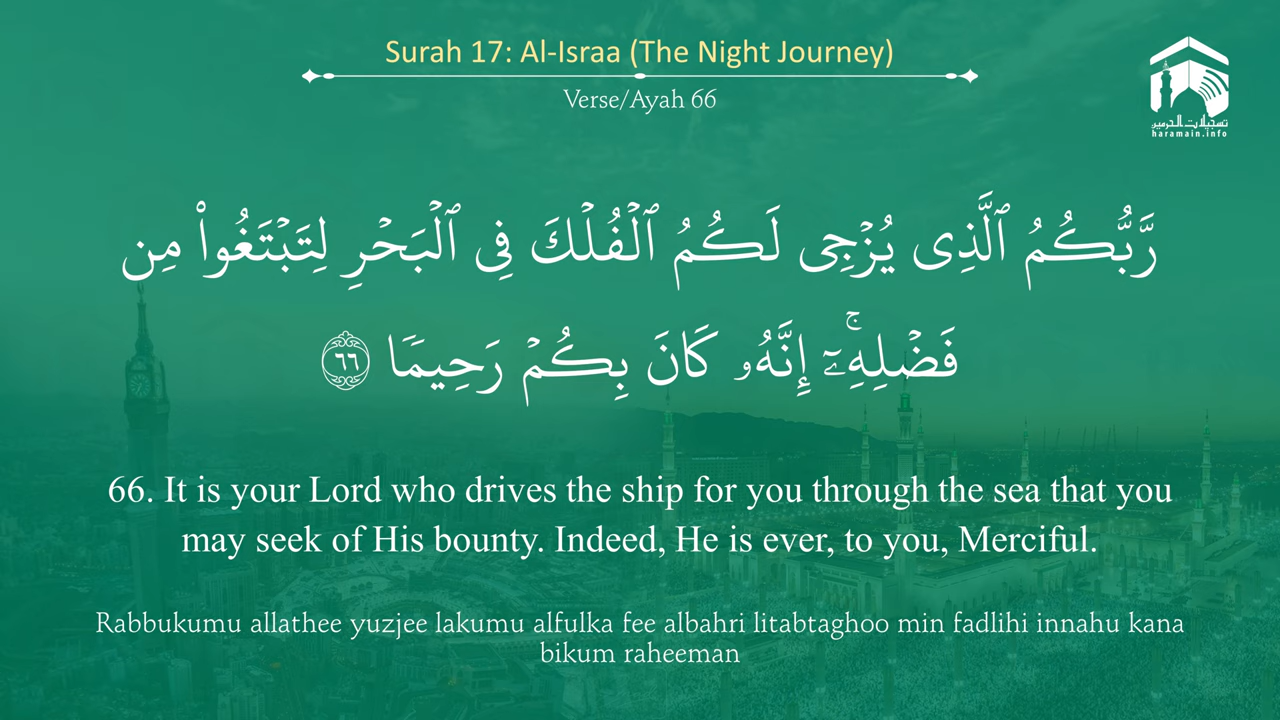 Surah 17: Al-Israa (The Night Journey)
Verse/Ayah 66
تسجيلات الحرمين
haramain.info
رَّبُّكُمُ ٱلَّذِى يُزْجِى لَكُمُ ٱلْفُلْكَ فِى ٱلْبَحْرِ لِتَبْتَغُوا۟ مِن
فَضْلِهِۦٓ ۚ إِنَّهُۥ كَانَ بِكُمْ رَحِيمًا ٦٦
66. It is your Lord who drives the ship for you through the sea that you
may seek of His bounty. Indeed, He is ever, to you, Merciful.
Rabbukumu allathee yuzjee lakumu alfulka fee albahri litabtaghoo min fadlihi innahu kana
bikum raheeman